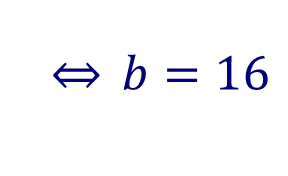 ⇔ b = 16